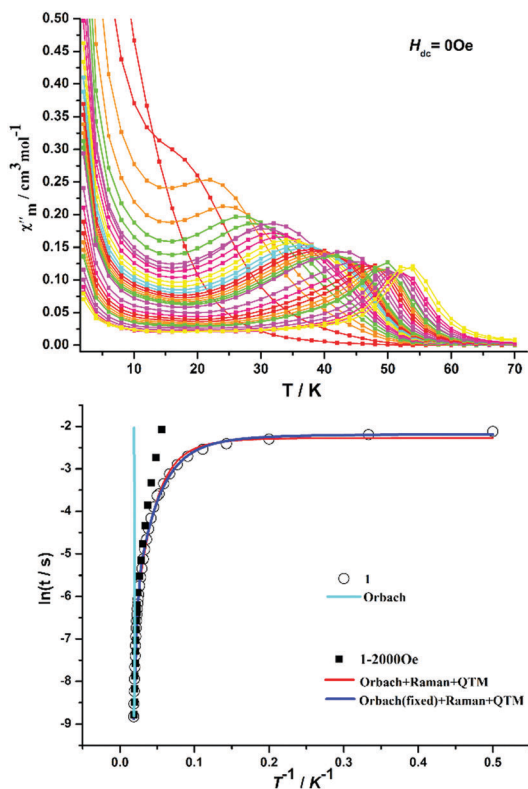 H_dc = 0Oe
χ''m / cm³ mol⁻¹
0.50
0.45
0.40
0.35
0.30
0.25
0.20
0.15
0.10
0.05
0.00
10 20 30 40 50 60 70
T / K
ln(t / s)
-2
-3
-4
-5
-6
-7
-8
-9
1
Orbach
1-2000Oe
Orbach+Raman+QTM
Orbach(fixed)+Raman+QTM
0.0 0.1 0.2 0.3 0.4 0.5
T⁻¹ / K⁻¹